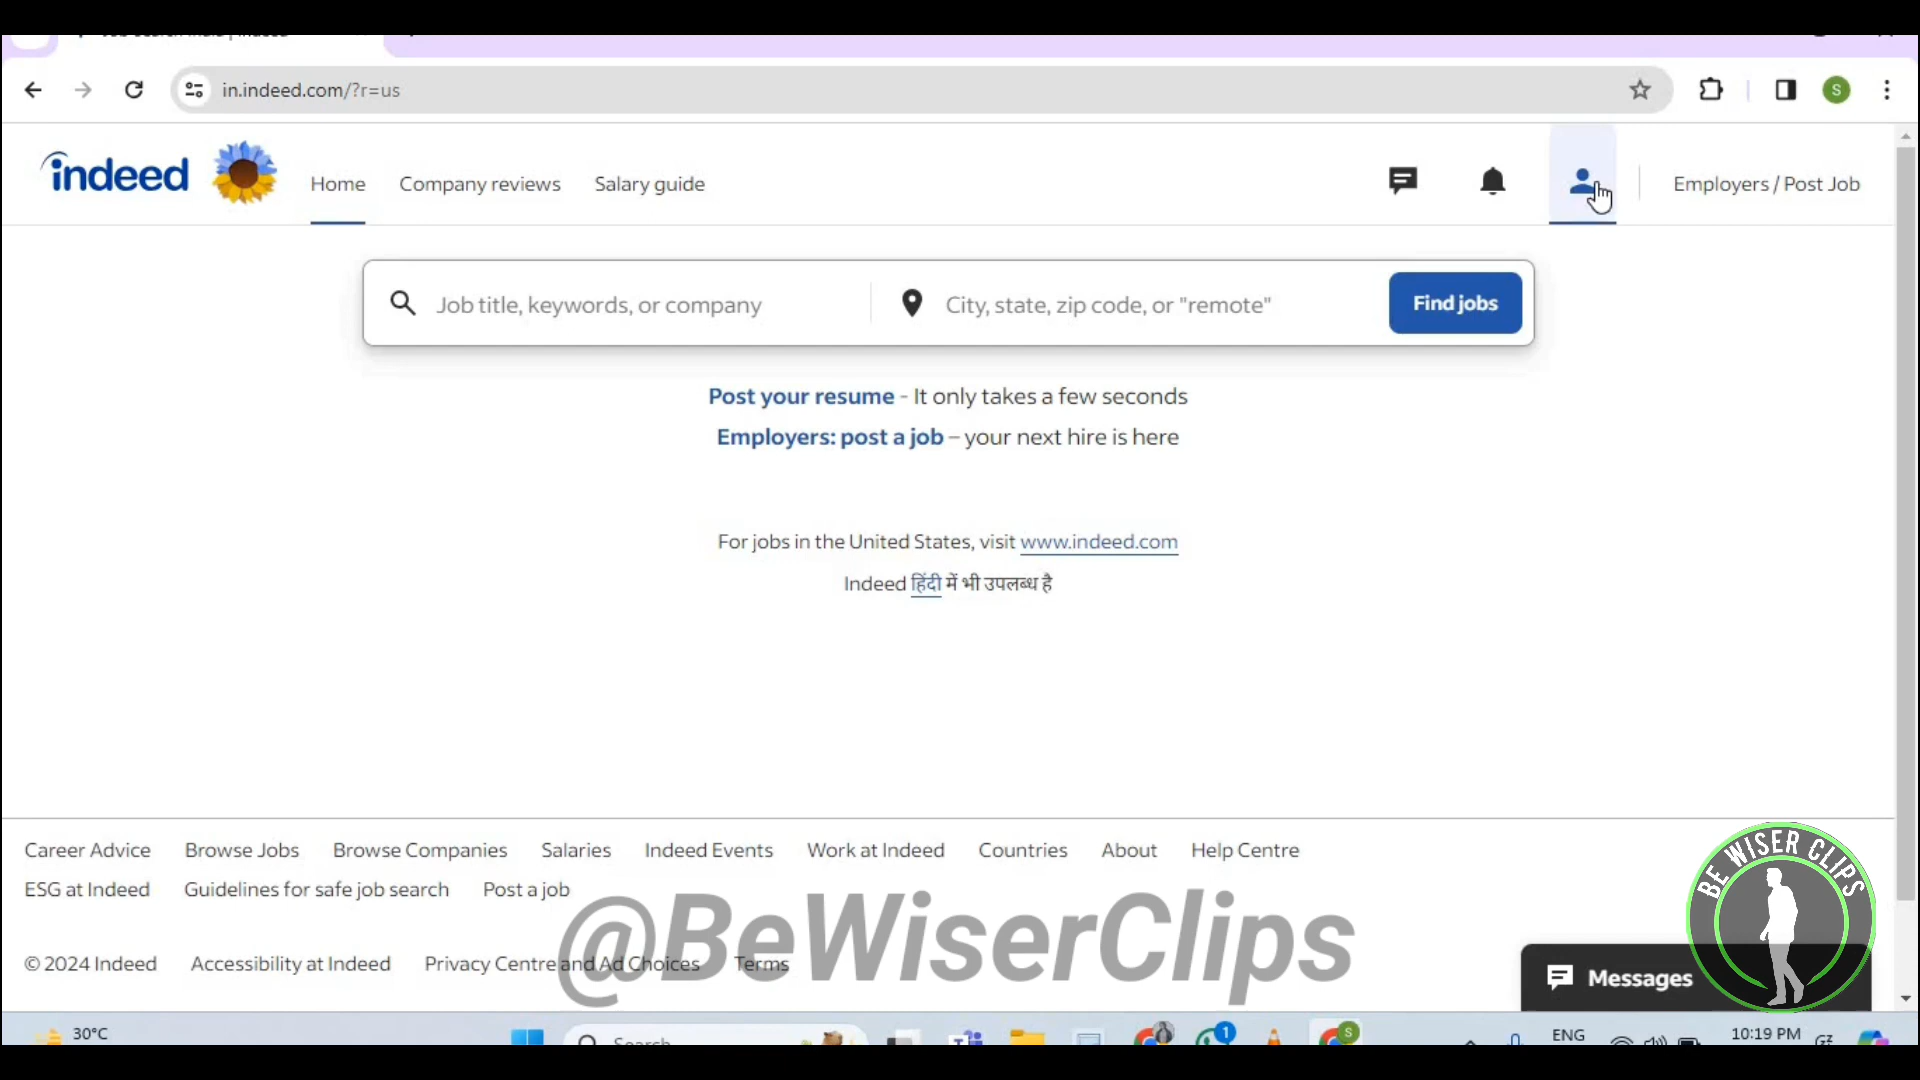 in.indeed.com/?r=us
S
indeed
Home
Company reviews
Salary guide
Employers / Post Job
Job title, keywords, or company
City, state, zip code, or "remote"
Find jobs
Post your resume - It only takes a few seconds
Employers: post a job – your next hire is here
For jobs in the United States, visit www.indeed.com
Indeed हिंदी में भी उपलब्ध है
Career Advice
Browse Jobs
Browse Companies
Salaries
Indeed Events
Work at Indeed
Countries
About
Help Centre
ESG at Indeed
Guidelines for safe job search
Post a job
@BeWiserClips
© 2024 Indeed
Accessibility at Indeed
Privacy Centre and Ad Choices
Terms
Messages
BE WISER CLIPS
30°C
Search
1
S
ENG
10:19 PM